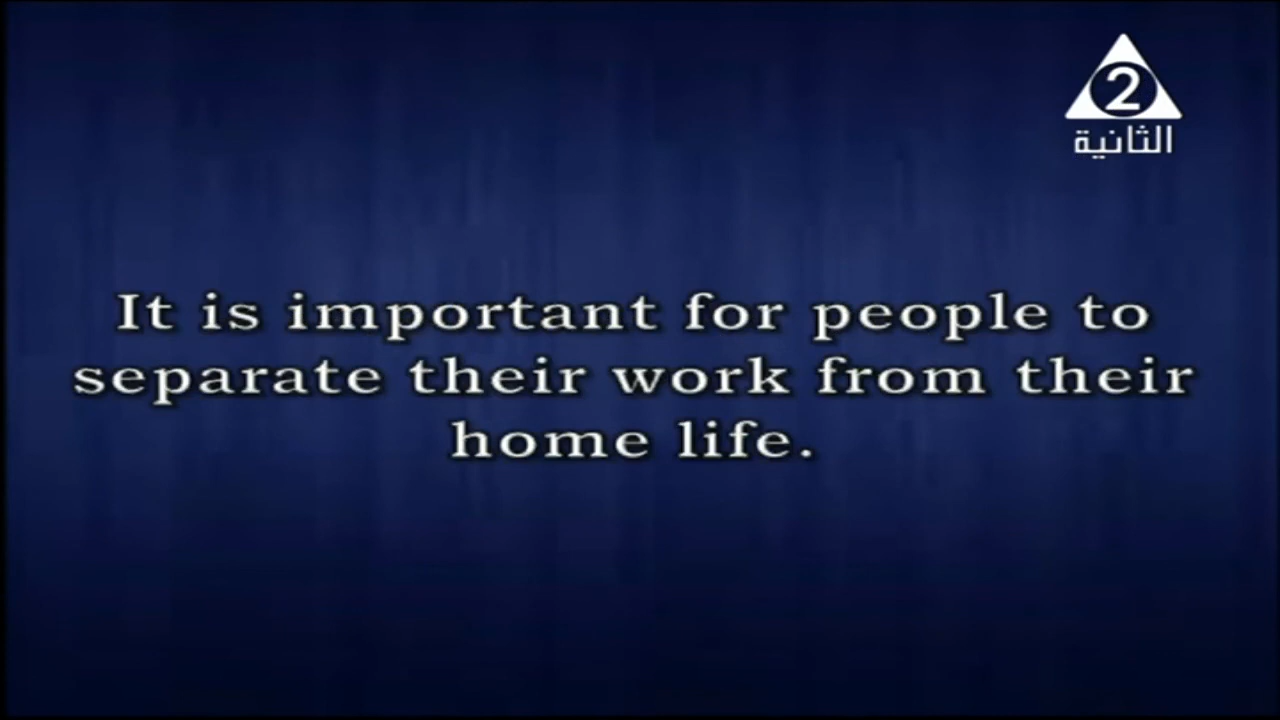 2
الثانية
It is important for people to
separate their work from their
home life.